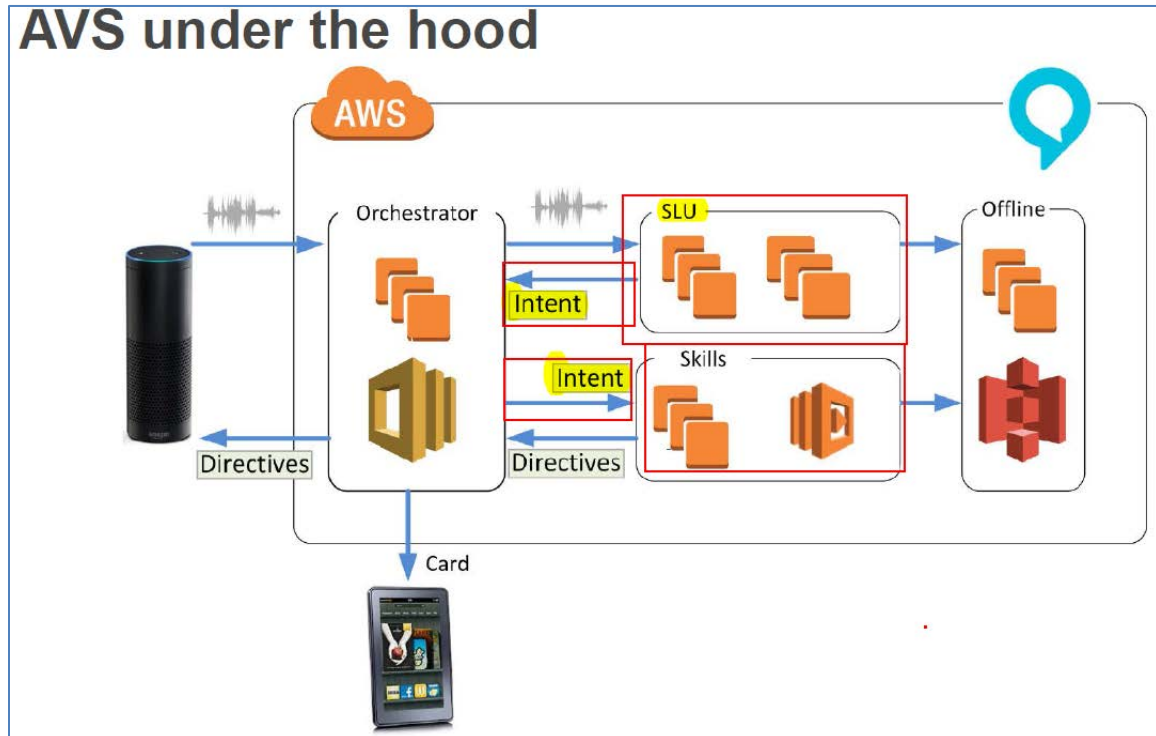 AVS under the hood
AWS
Orchestrator
SLU
Offline
Intent
Intent
Skills
Directives
Directives
Card